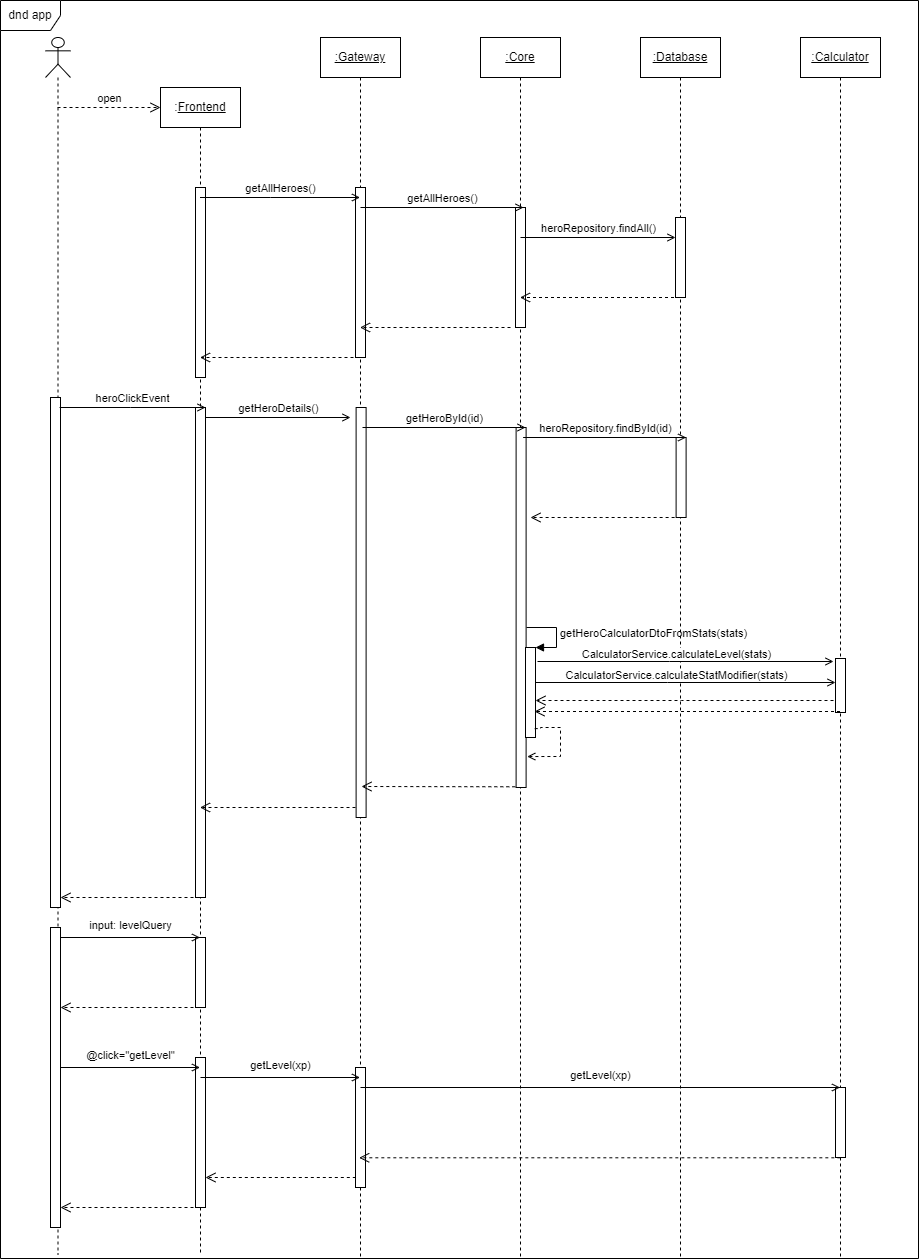 dnd app
:Gateway
:Core
:Database
:Calculator
open
:Frontend
getAllHeroes()
getAllHeroes()
heroRepository.findAll()
heroClickEvent
getHeroDetails()
getHeroById(id)
heroRepository.findById(id)
getHeroCalculatorDtoFromStats(stats)
CalculatorService.calculateLevel(stats)
CalculatorService.calculateStatModifier(stats)
input: levelQuery
@click="getLevel"
getLevel(xp)
getLevel(xp)